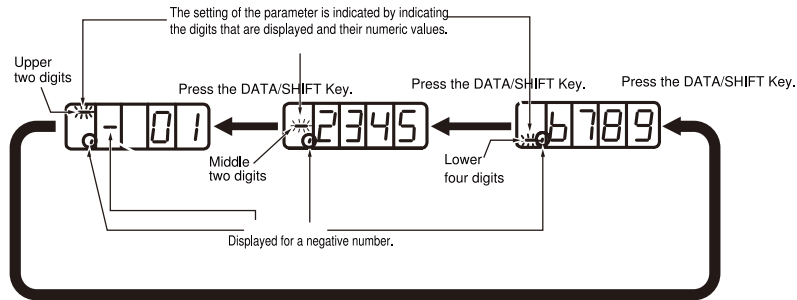 The setting of the parameter is indicated by indicating
the digits that are displayed and their numeric values.
Upper
two digits
Press the DATA/SHIFT Key.
Press the DATA/SHIFT Key.
Press the DATA/SHIFT Key.
- 01
2345
b789
Middle
two digits
Lower
four digits
Displayed for a negative number.